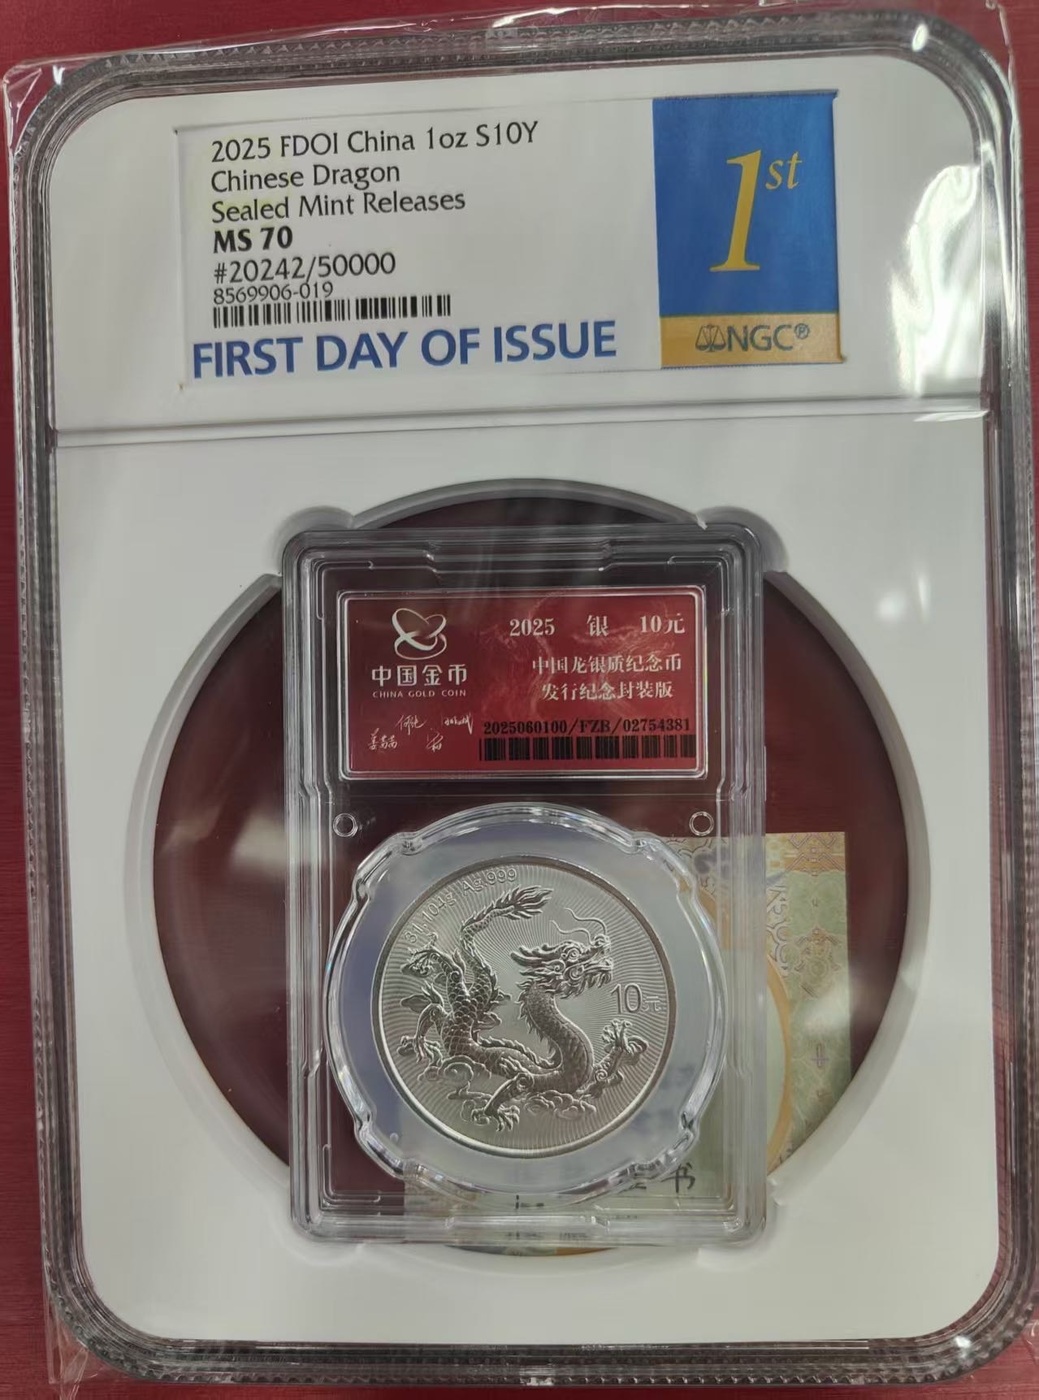 2025 FDOI China 1oz S10Y
Chinese Dragon
Sealed Mint Releases
MS 70
#20242/50000
8569906-019
FIRST DAY OF ISSUE
1st
NGC®
中国金币
CHINA GOLD COIN
2025 银 10元
中国龙银质纪念币
发行纪念封装版
2025060100/FZB/02754381
Ag999
10元
书